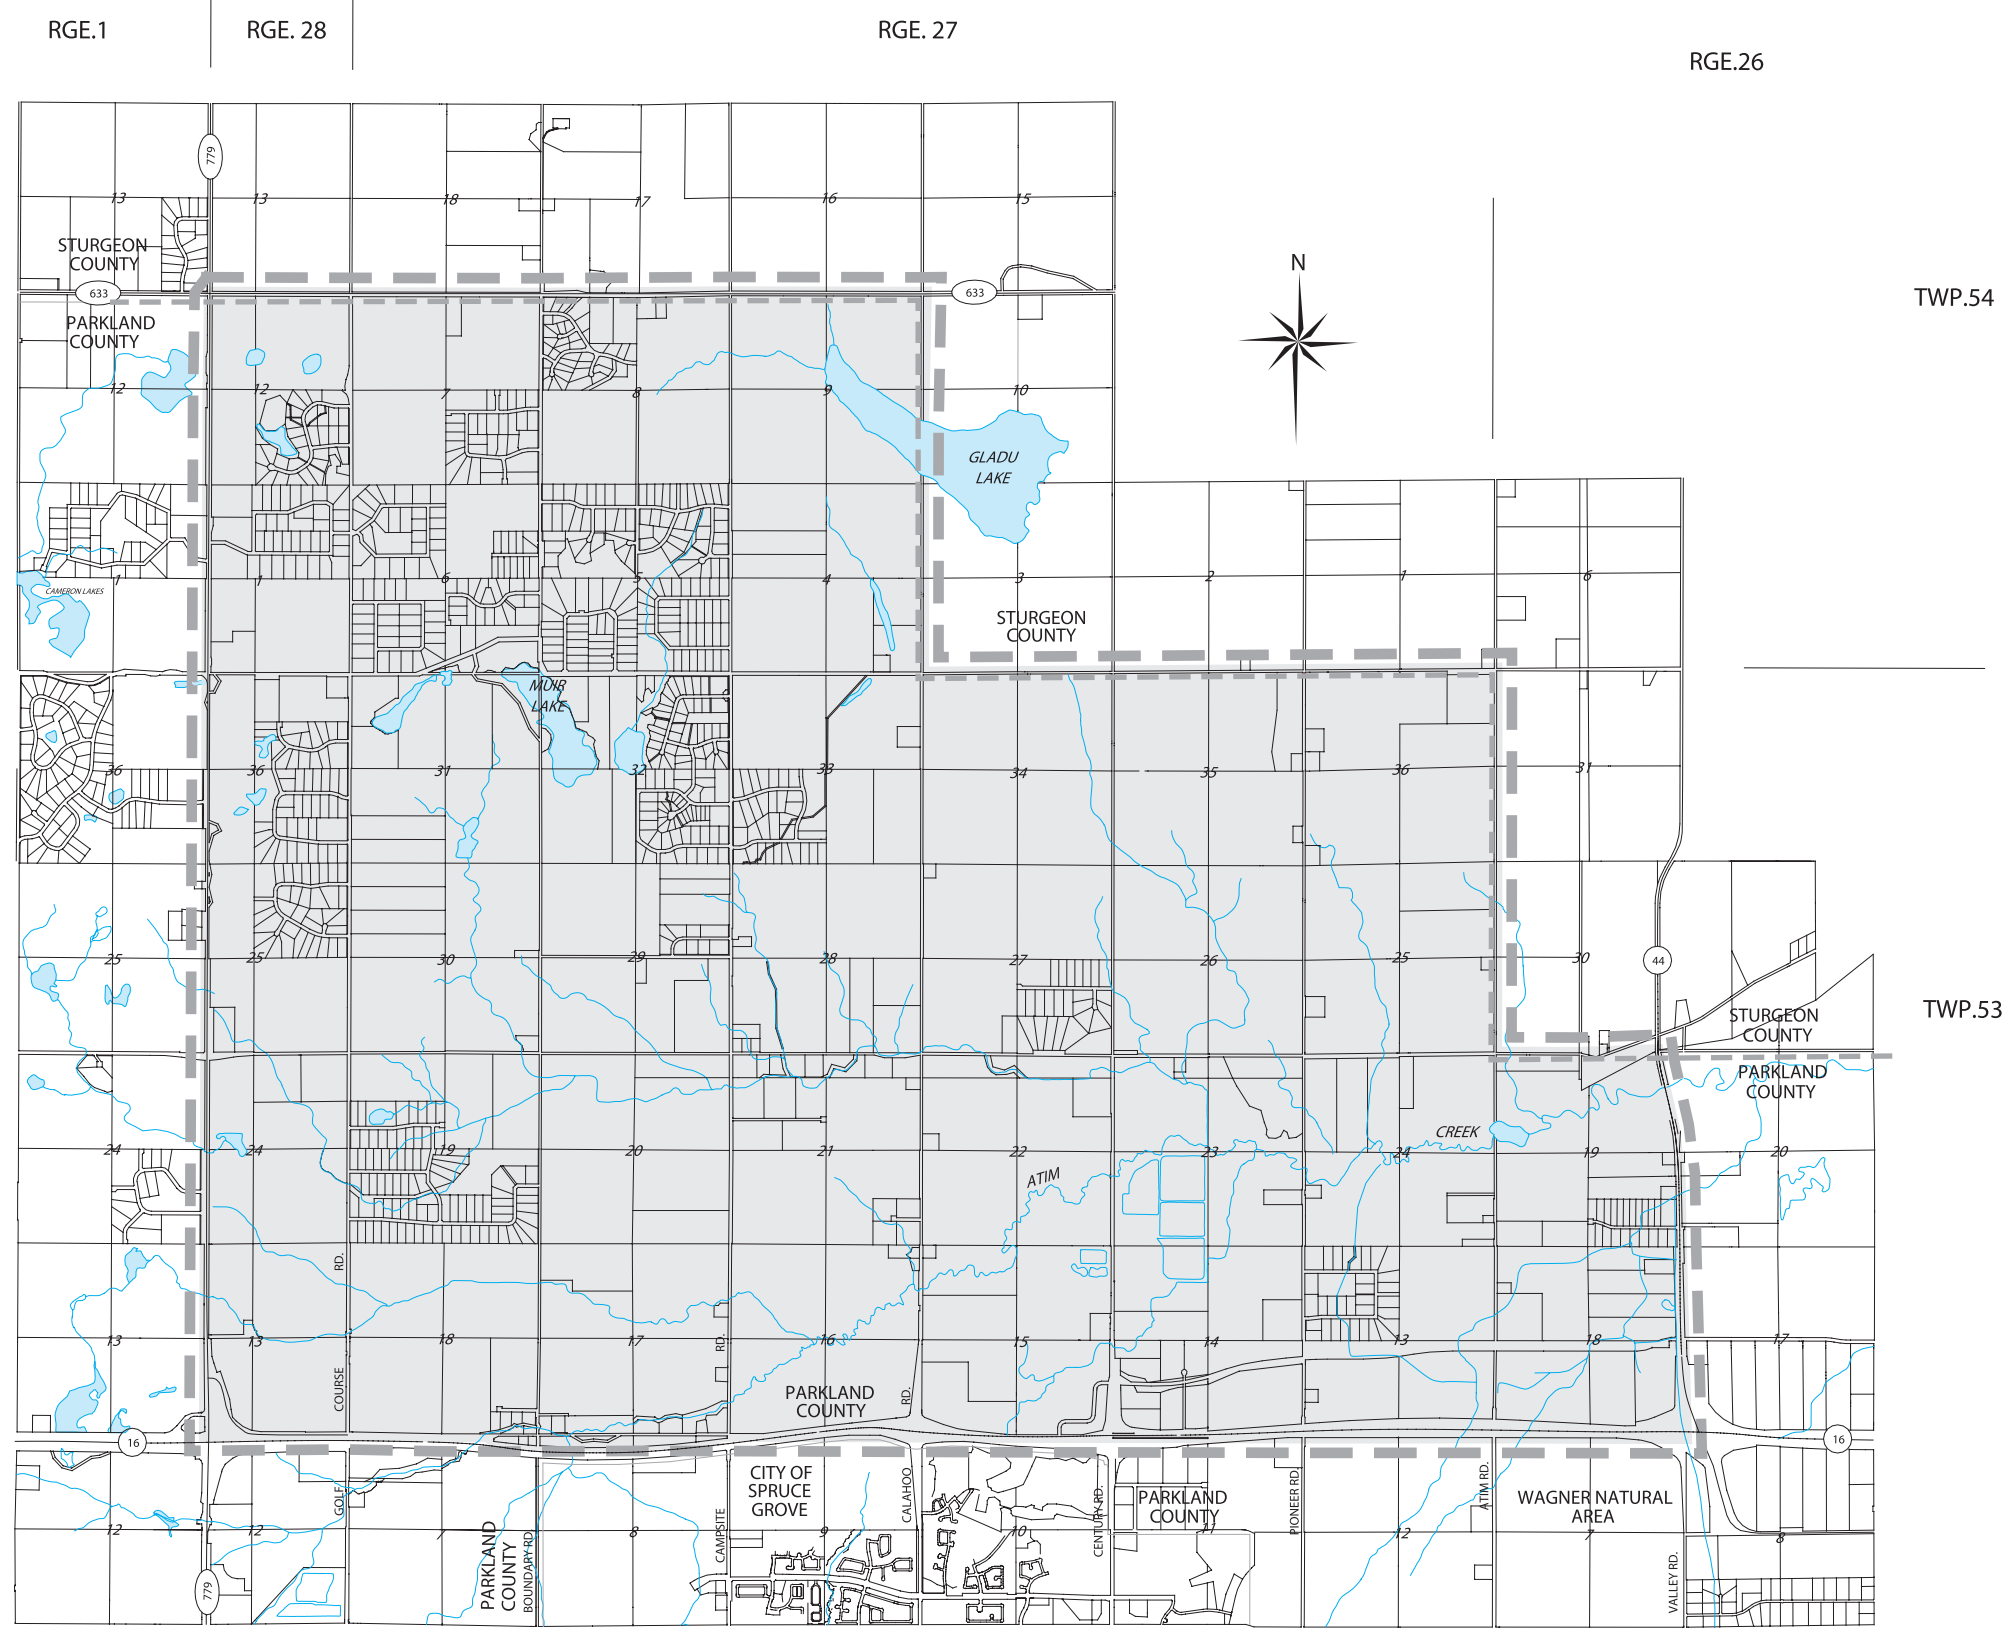 RGE.1
RGE. 28
RGE. 27
RGE.26
779
13
13
18
17
16
15
STURGEON
COUNTY
N
633
633
TWP.54
PARKLAND
COUNTY
12
12
7
8
9
10
GLADU
LAKE
1
1
6
5
4
3
2
1
6
CAMERON LAKES
STURGEON
COUNTY
MUIR
LAKE
36
36
31
32
33
34
35
36
31
25
25
30
29
28
27
26
25
30
44
TWP.53
STURGEON
COUNTY
PARKLAND
COUNTY
CREEK
24
24
19
20
21
22
23
24
19
20
ATIM
RD.
13
13
18
17
RD.
16
15
14
13
18
17
COURSE
PARKLAND
COUNTY
RD.
16
16
CITY OF
SPRUCE
GROVE
GOLF
PARKLAND
COUNTY
BOUNDARY RD.
CAMPSITE
CALAHOO
CENTURY RD.
PARKLAND
COUNTY
PIONEER RD.
ATIM RD.
WAGNER NATURAL
AREA
VALLEY RD.
12
12
7
8
9
10
11
12
7
8
779